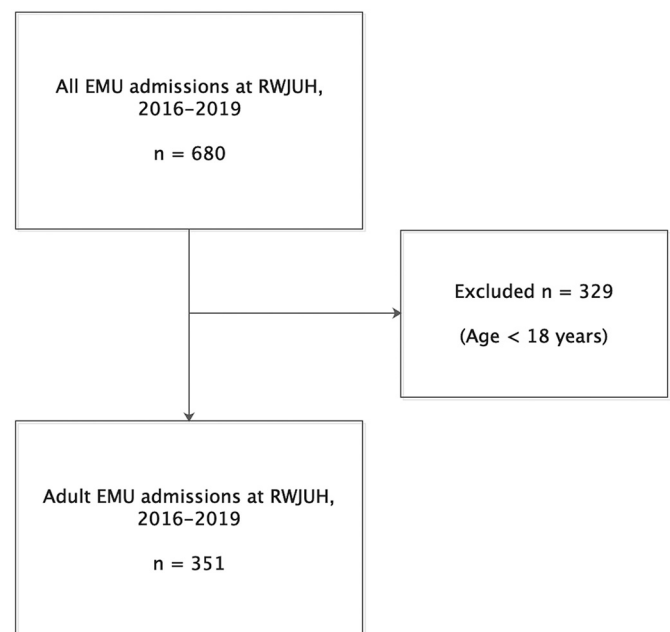 All EMU admissions at RWJUH,
2016–2019
n = 680
Excluded n = 329
(Age < 18 years)
Adult EMU admissions at RWJUH,
2016–2019
n = 351